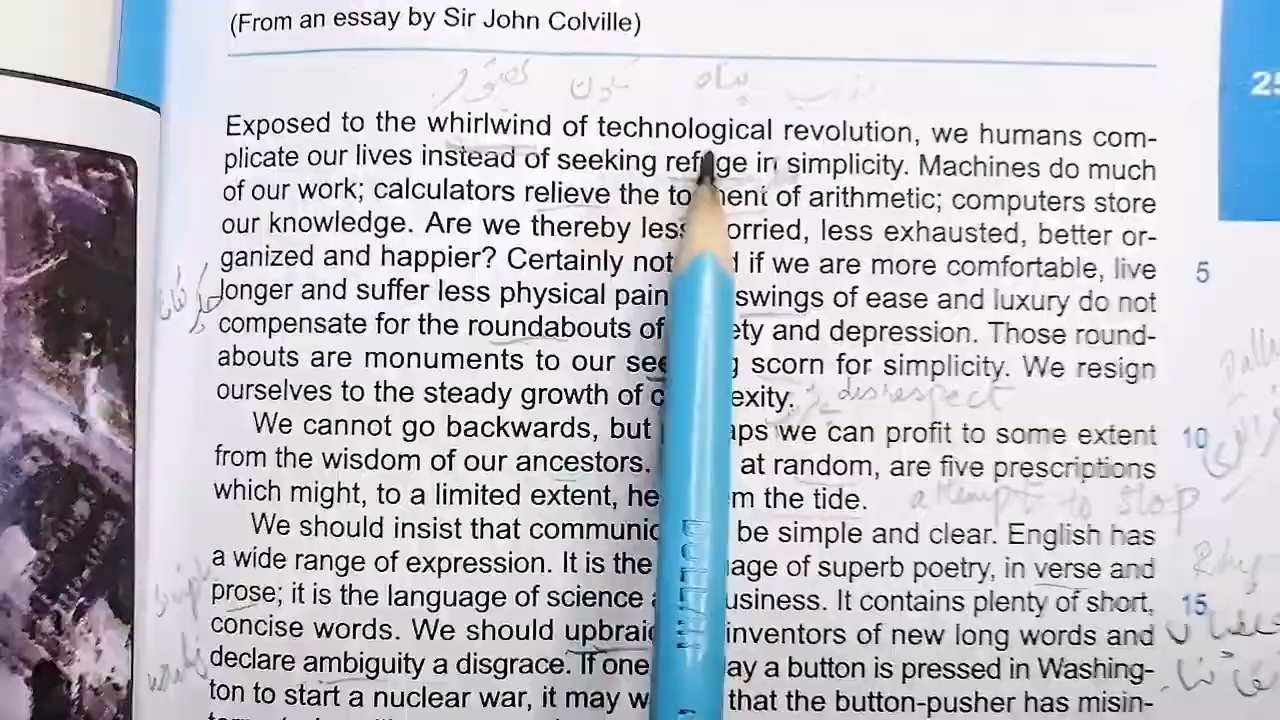 (From an essay by Sir John Colville)
25
پناہ
Exposed to the whirlwind of technological revolution, we humans com-
plicate our lives instead of seeking refuge in simplicity. Machines do much
of our work; calculators relieve the torment of arithmetic; computers store
our knowledge. Are we thereby less worried, less exhausted, better or-
ganized and happier? Certainly not if we are more comfortable, live 5
longer and suffer less physical pain swings of ease and luxury do not
compensate for the roundabouts of anxiety and depression. Those round-
abouts are monuments to our seeming scorn for simplicity. We resign
ourselves to the steady growth of complexity. disrespect
We cannot go backwards, but perhaps we can profit to some extent 10
from the wisdom of our ancestors. at random, are five prescriptions
which might, to a limited extent, help stem the tide. attempt to stop
We should insist that communic be simple and clear. English has
a wide range of expression. It is the language of superb poetry, in verse and
prose; it is the language of science business. It contains plenty of short, 15
concise words. We should upbraid inventors of new long words and
declare ambiguity a disgrace. If one day a button is pressed in Washing-
ton to start a nuclear war, it may w that the button-pusher has misin-